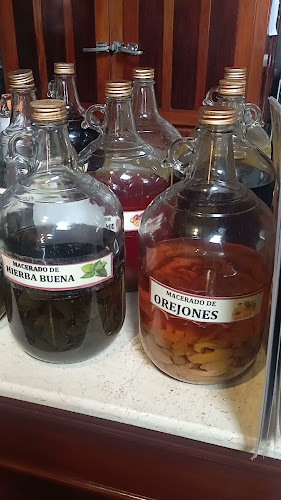 MACERADO DE
HIERBA BUENA
MACERADO DE
OREJONES